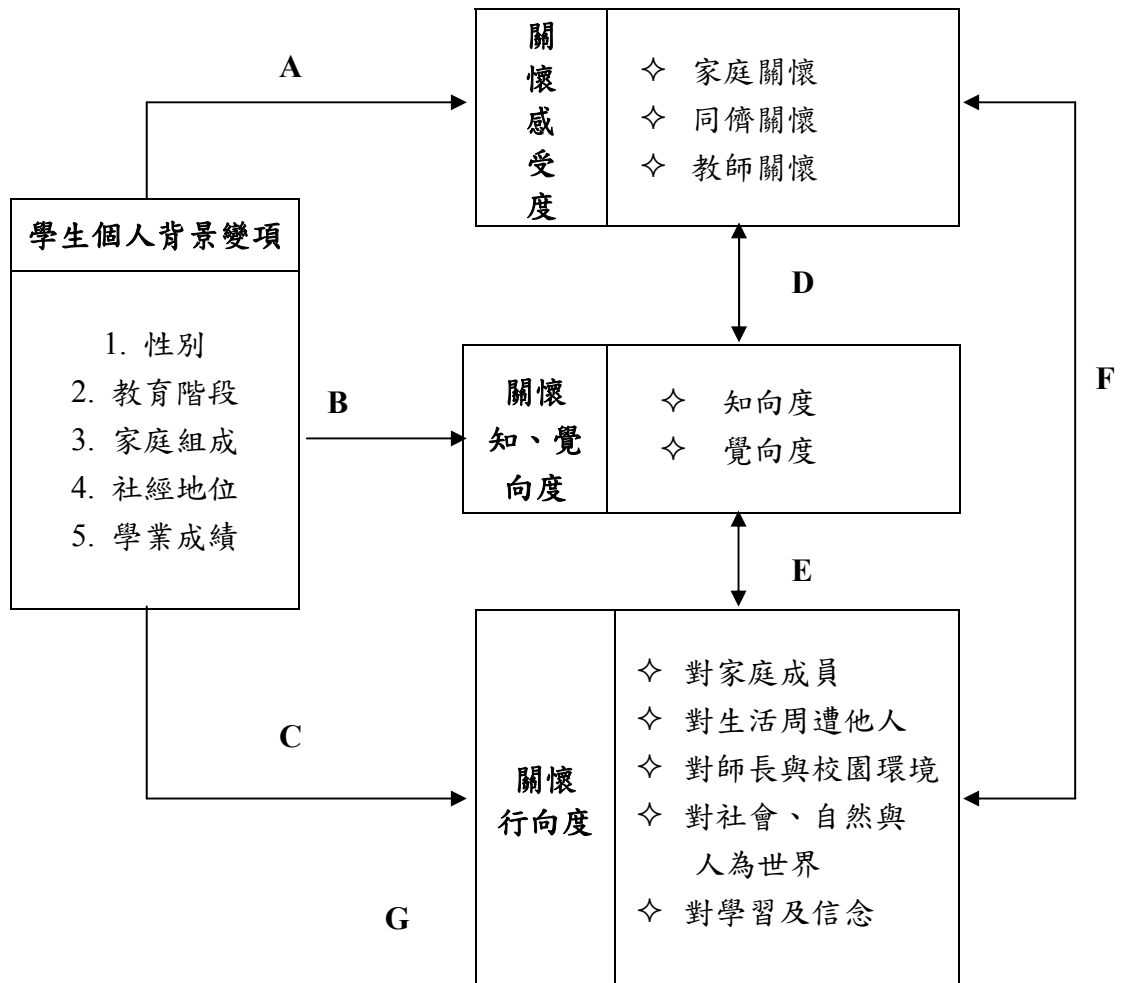 A
關
懷
感
受
度
✧ 家庭關懷
✧ 同儕關懷
✧ 教師關懷
學生個人背景變項
1. 性別
2. 教育階段
3. 家庭組成
4. 社經地位
5. 學業成績
D
B
關懷
知、覺
向度
✧ 知向度
✧ 覺向度
F
E
C
關懷
行向度
✧ 對家庭成員
✧ 對生活周遭他人
✧ 對師長與校園環境
✧ 對社會、自然與
人為世界
✧ 對學習及信念
G